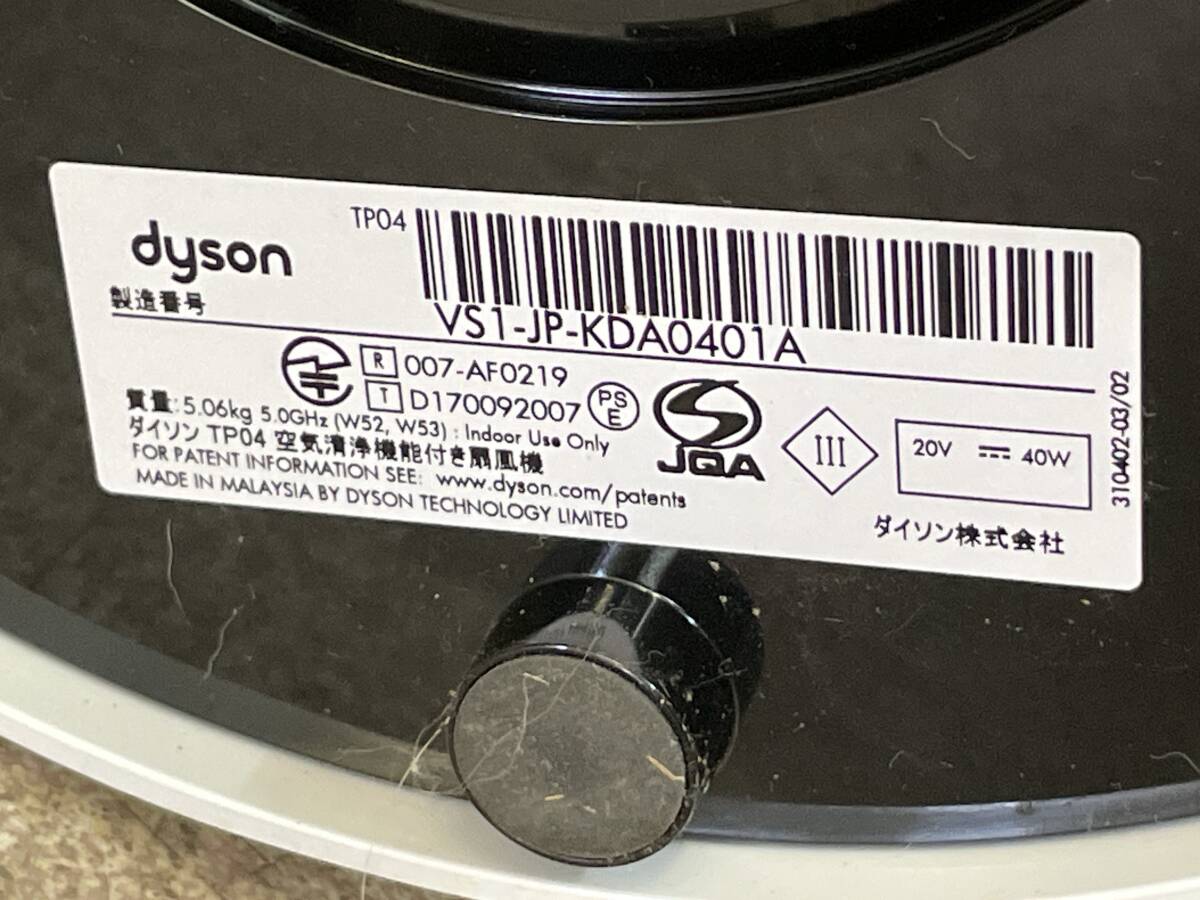 dyson
TP04
製造番号
VS1-JP-KDA0401A
R 007-AF0219
T D170092007
PS
E
JQA
III
20V ⎓ 40W
質量: 5.06kg 5.0GHz (W52, W53) : Indoor Use Only
ダイソン TP04 空気清浄機能付き扇風機
FOR PATENT INFORMATION SEE: www.dyson.com/patents
MADE IN MALAYSIA BY DYSON TECHNOLOGY LIMITED
ダイソン株式会社
310402-03/02